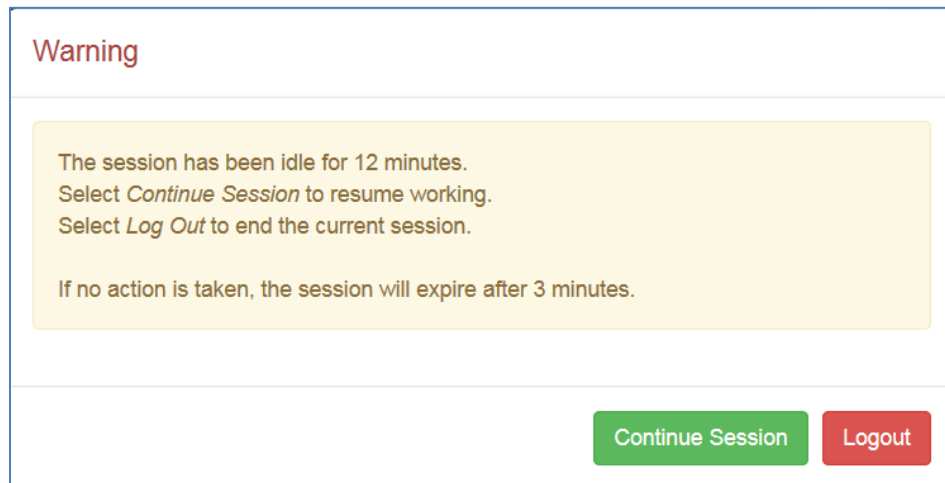 Warning
The session has been idle for 12 minutes.
Select Continue Session to resume working.
Select Log Out to end the current session.
If no action is taken, the session will expire after 3 minutes.
Continue Session
Logout